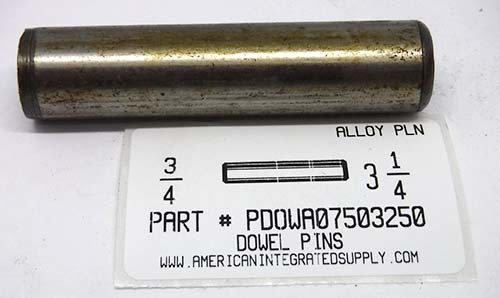 ALLOY PLN
3/4 3 1/4
PART # PDOWA07503250
DOWEL PINS
WWW.AMERICANINTEGRATEDSUPPLY.COM